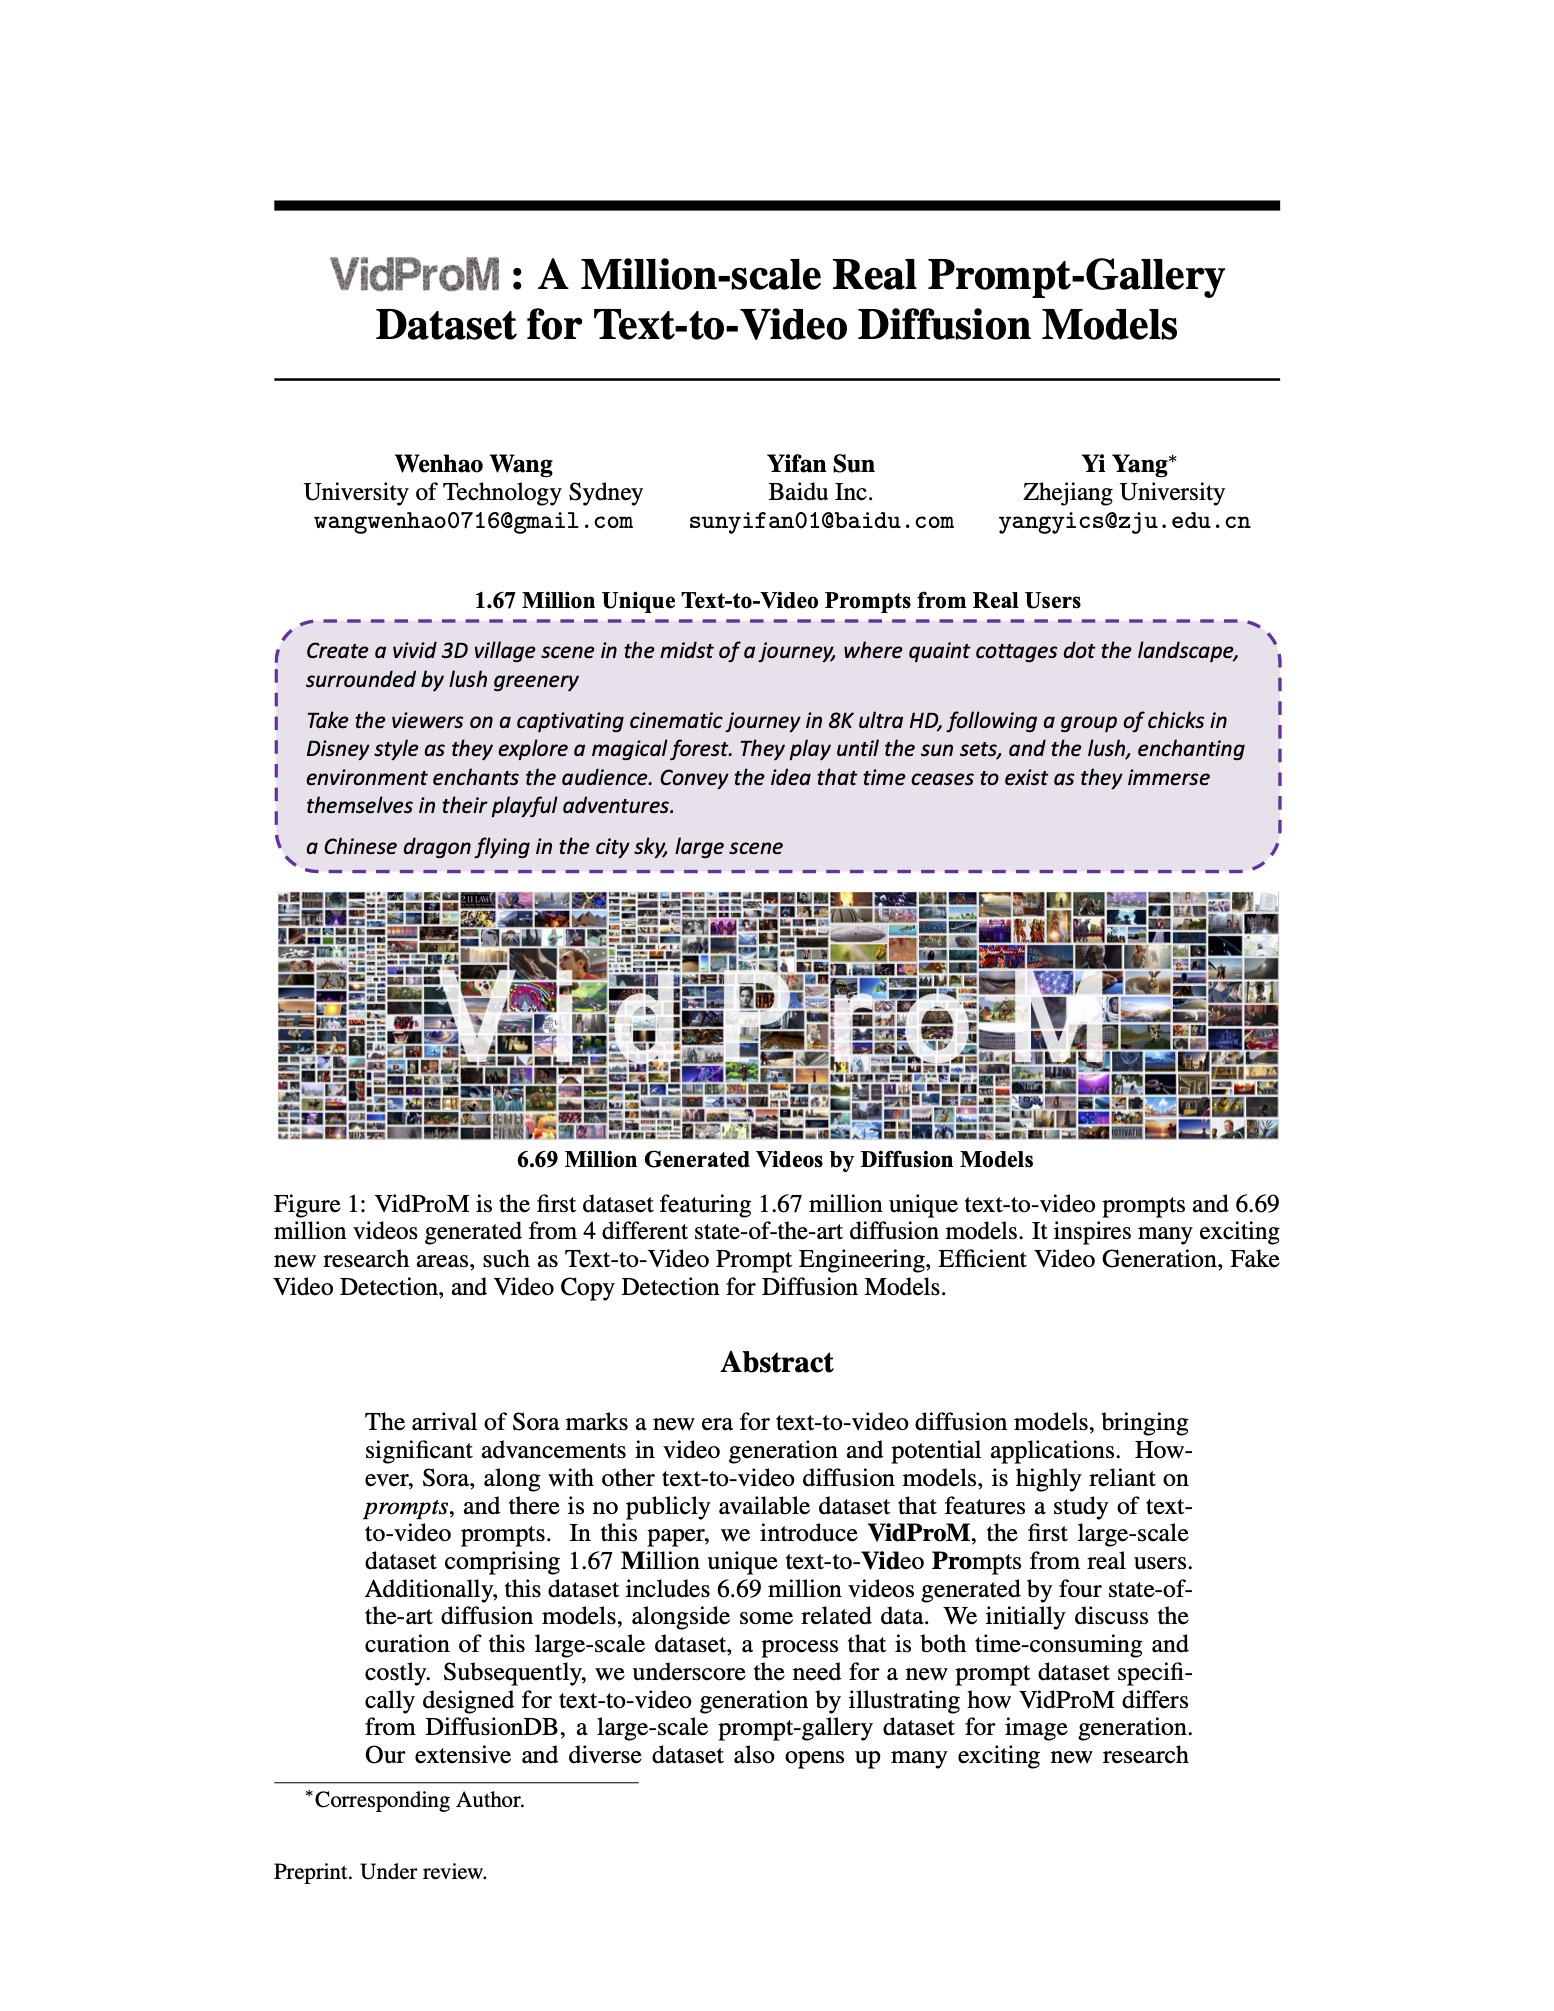 VidProM : A Million-scale Real Prompt-Gallery
Dataset for Text-to-Video Diffusion Models
Wenhao Wang
University of Technology Sydney
wangwenhao0716@gmail.com
Yifan Sun
Baidu Inc.
sunyifan01@baidu.com
Yi Yang*
Zhejiang University
yangyics@zju.edu.cn
1.67 Million Unique Text-to-Video Prompts from Real Users
Create a vivid 3D village scene in the midst of a journey, where quaint cottages dot the landscape,
surrounded by lush greenery
Take the viewers on a captivating cinematic journey in 8K ultra HD, following a group of chicks in
Disney style as they explore a magical forest. They play until the sun sets, and the lush, enchanting
environment enchants the audience. Convey the idea that time ceases to exist as they immerse
themselves in their playful adventures.
a Chinese dragon flying in the city sky, large scene
VidProM
6.69 Million Generated Videos by Diffusion Models
Figure 1: VidProM is the first dataset featuring 1.67 million unique text-to-video prompts and 6.69
million videos generated from 4 different state-of-the-art diffusion models. It inspires many exciting
new research areas, such as Text-to-Video Prompt Engineering, Efficient Video Generation, Fake
Video Detection, and Video Copy Detection for Diffusion Models.
Abstract
The arrival of Sora marks a new era for text-to-video diffusion models, bringing
significant advancements in video generation and potential applications. How-
ever, Sora, along with other text-to-video diffusion models, is highly reliant on
prompts, and there is no publicly available dataset that features a study of text-
to-video prompts. In this paper, we introduce VidProM, the first large-scale
dataset comprising 1.67 Million unique text-to-Video Prompts from real users.
Additionally, this dataset includes 6.69 million videos generated by four state-of-
the-art diffusion models, alongside some related data. We initially discuss the
curation of this large-scale dataset, a process that is both time-consuming and
costly. Subsequently, we underscore the need for a new prompt dataset specifi-
cally designed for text-to-video generation by illustrating how VidProM differs
from DiffusionDB, a large-scale prompt-gallery dataset for image generation.
Our extensive and diverse dataset also opens up many exciting new research
*Corresponding Author.
Preprint. Under review.